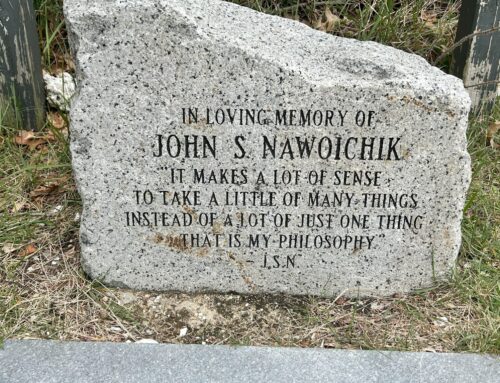 IN LOVING MEMORY OF
JOHN S. NAWOICHIK
"IT MAKES A LOT OF SENSE
TO TAKE A LITTLE OF MANY THINGS
INSTEAD OF A LOT OF JUST ONE THING
THAT IS MY PHILOSOPHY."
- J.S.N.